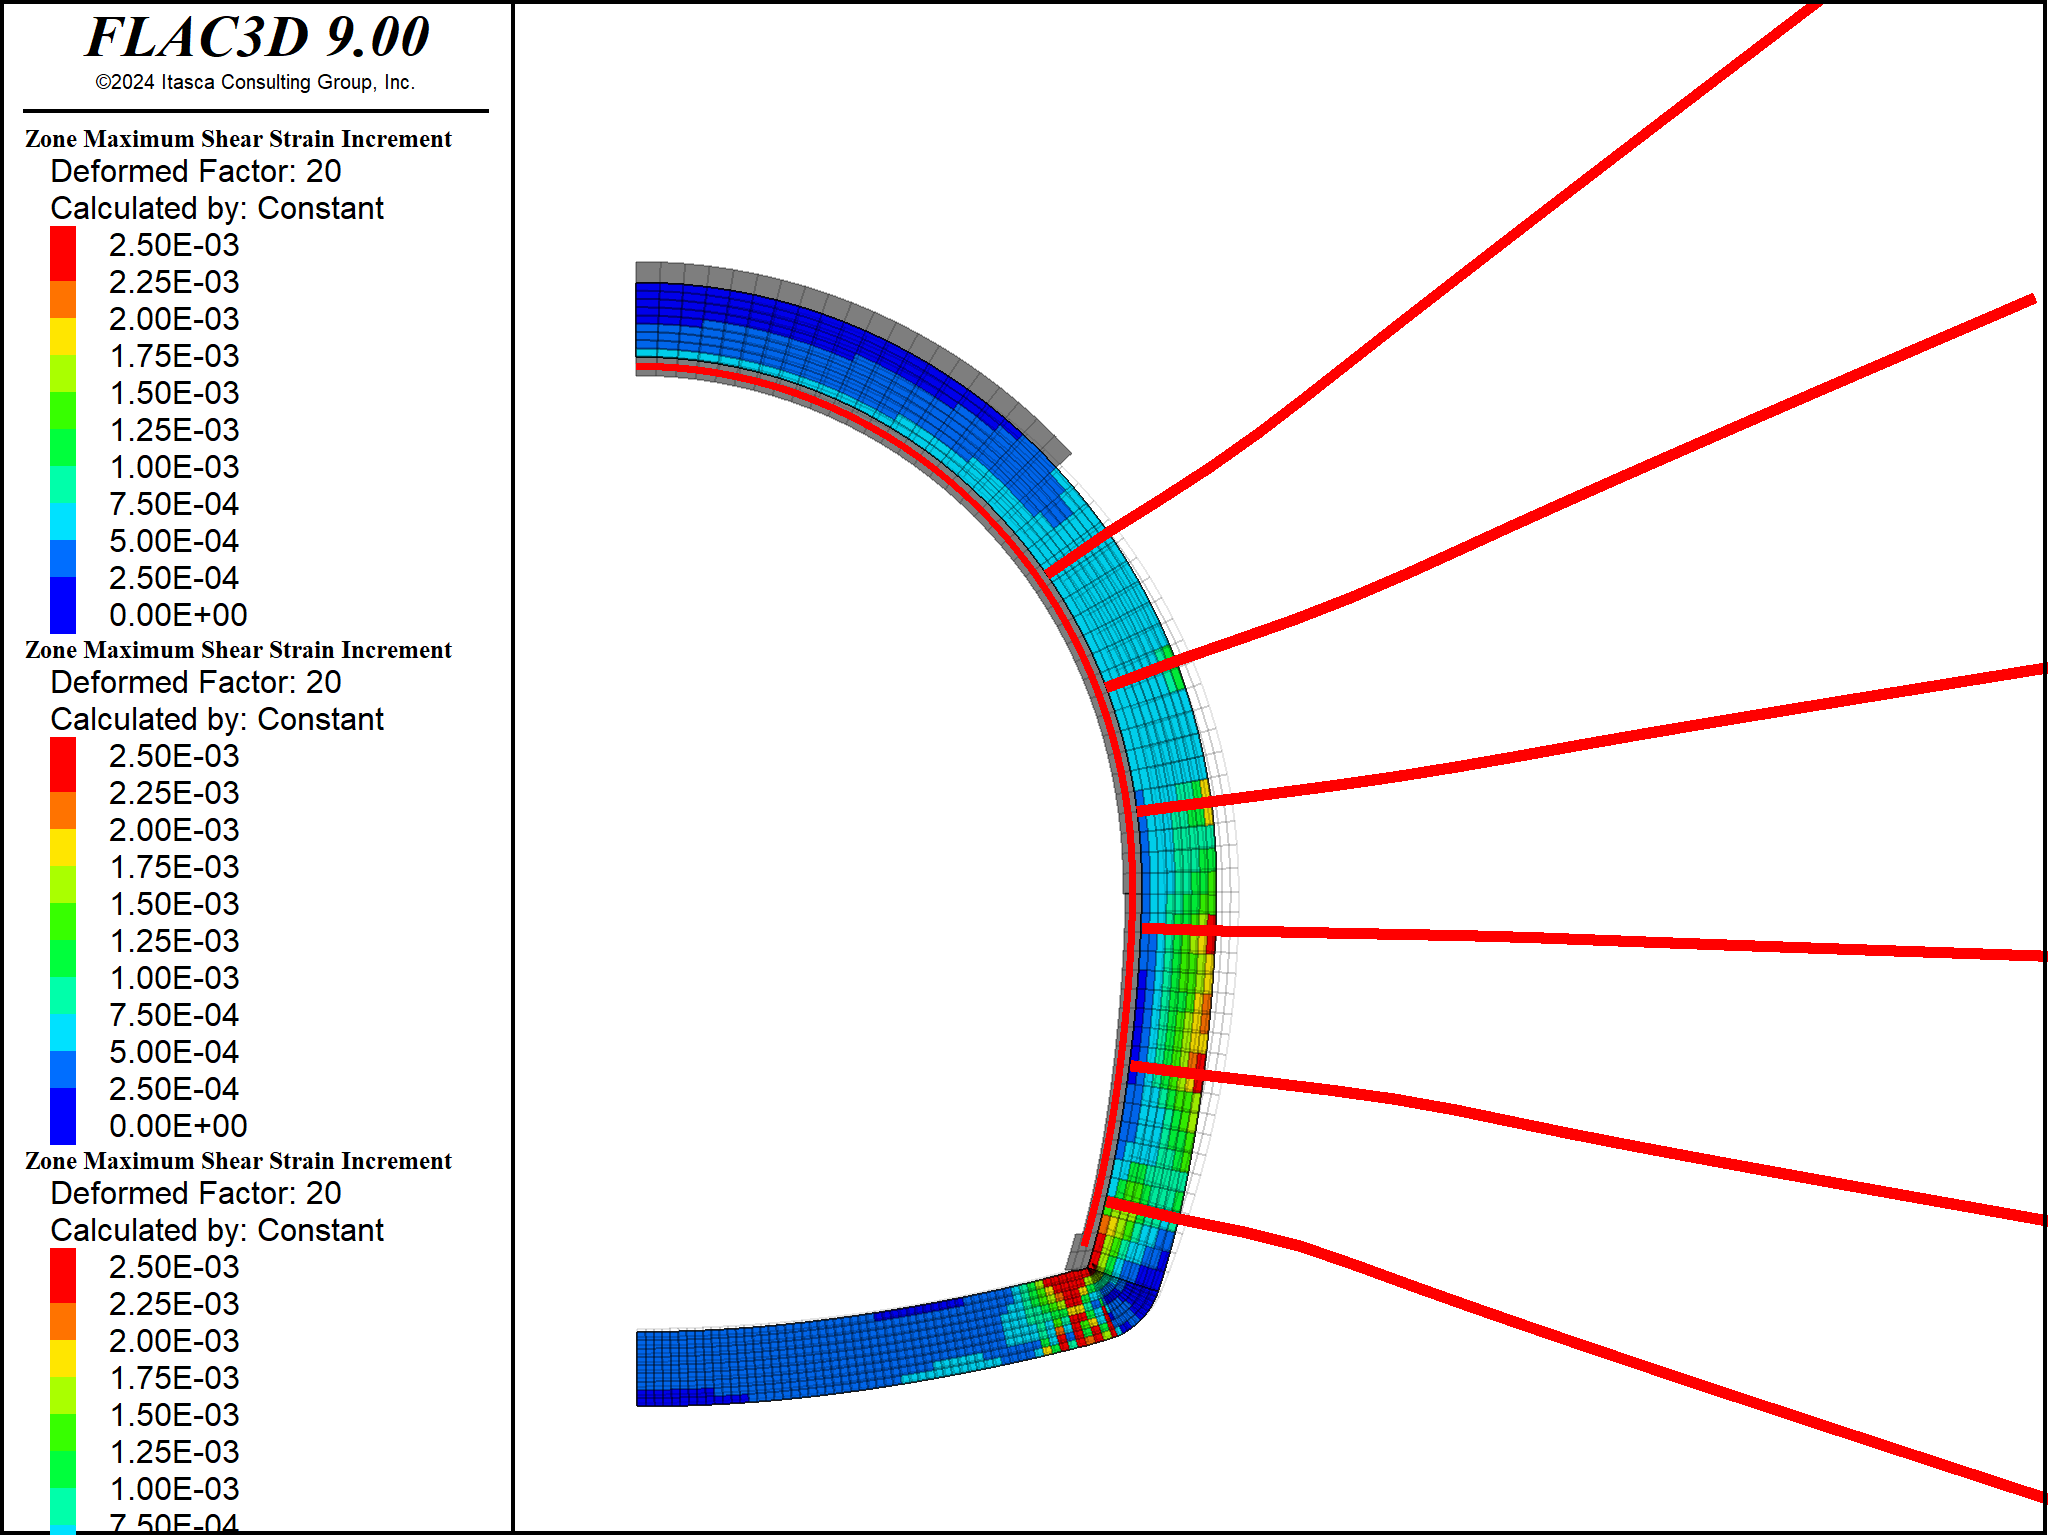 FLAC3D 9.00
©2024 Itasca Consulting Group, Inc.
Zone Maximum Shear Strain Increment
Deformed Factor: 20
Calculated by: Constant
2.50E-03
2.25E-03
2.00E-03
1.75E-03
1.50E-03
1.25E-03
1.00E-03
7.50E-04
5.00E-04
2.50E-04
0.00E+00
Zone Maximum Shear Strain Increment
Deformed Factor: 20
Calculated by: Constant
2.50E-03
2.25E-03
2.00E-03
1.75E-03
1.50E-03
1.25E-03
1.00E-03
7.50E-04
5.00E-04
2.50E-04
0.00E+00
Zone Maximum Shear Strain Increment
Deformed Factor: 20
Calculated by: Constant
2.50E-03
2.25E-03
2.00E-03
1.75E-03
1.50E-03
1.25E-03
1.00E-03
7.50E-04